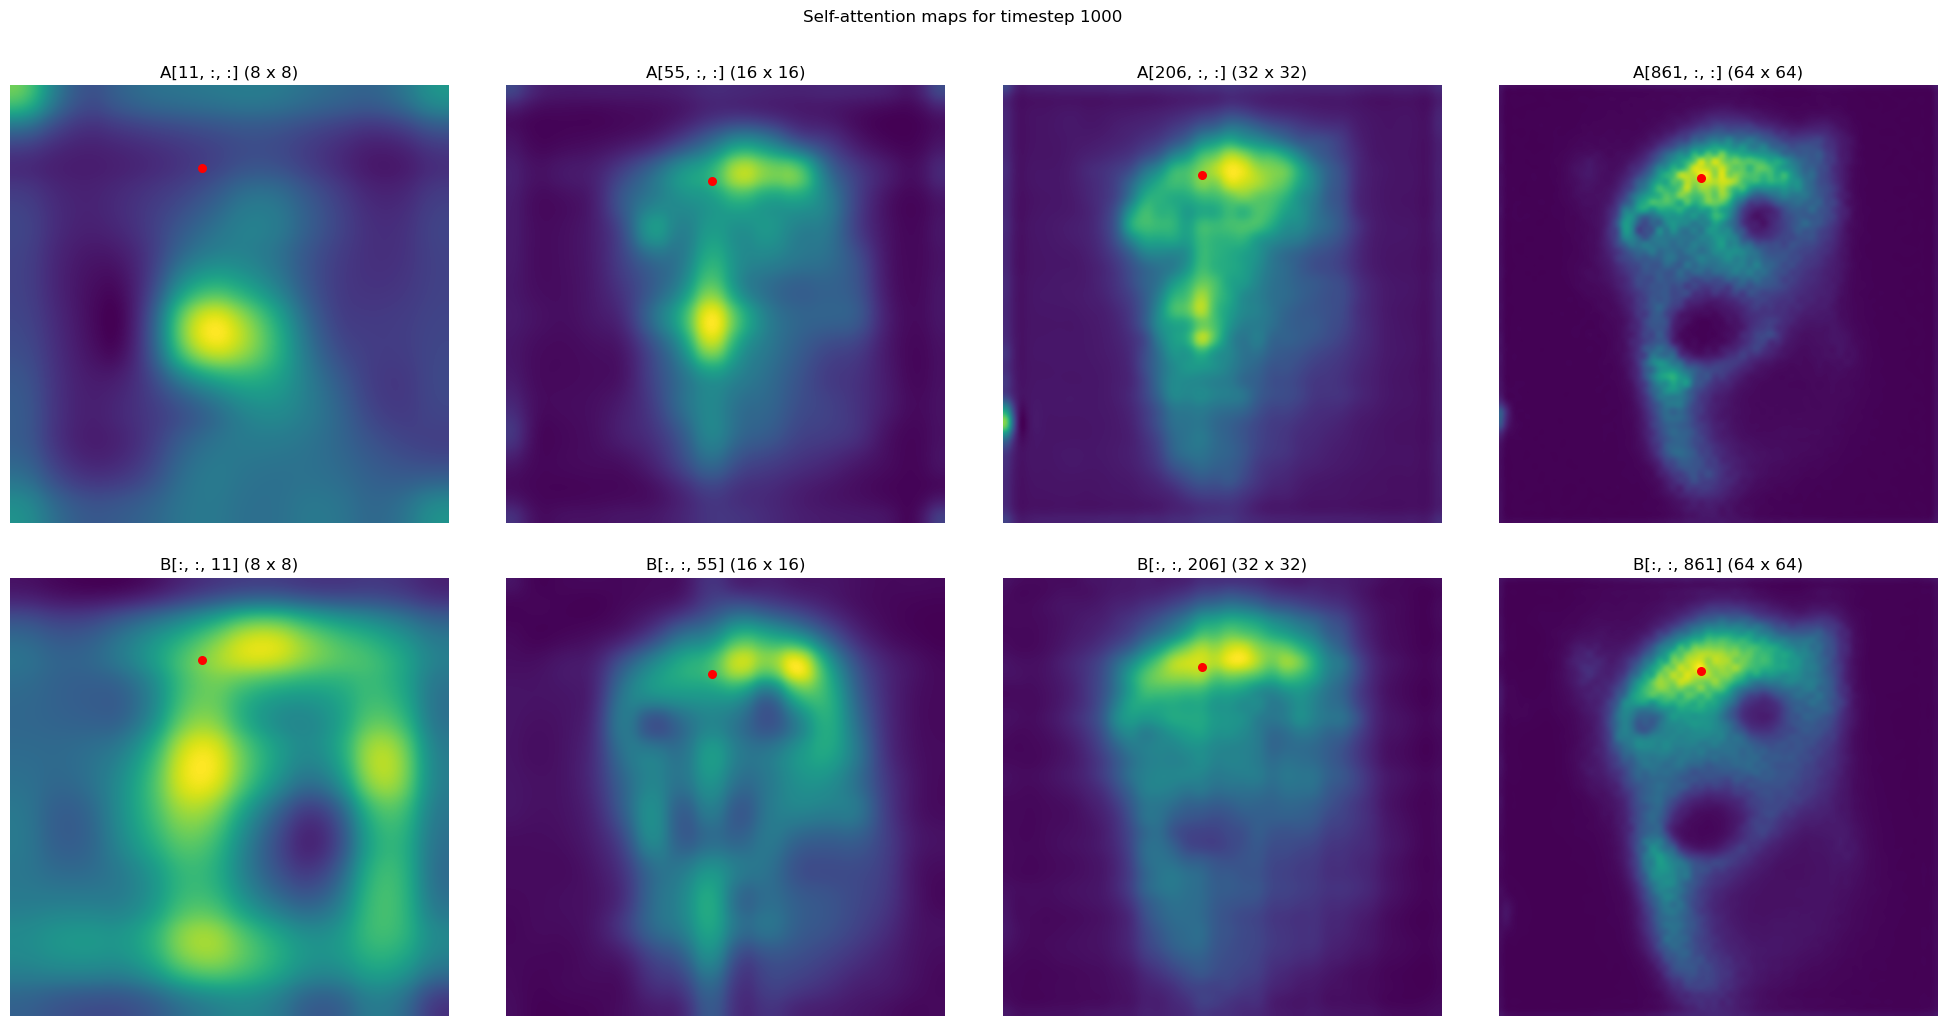 Self-attention maps for timestep 1000
A[11, :, :] (8 x 8)
A[55, :, :] (16 x 16)
A[206, :, :] (32 x 32)
A[861, :, :] (64 x 64)
B[:, :, 11] (8 x 8)
B[:, :, 55] (16 x 16)
B[:, :, 206] (32 x 32)
B[:, :, 861] (64 x 64)